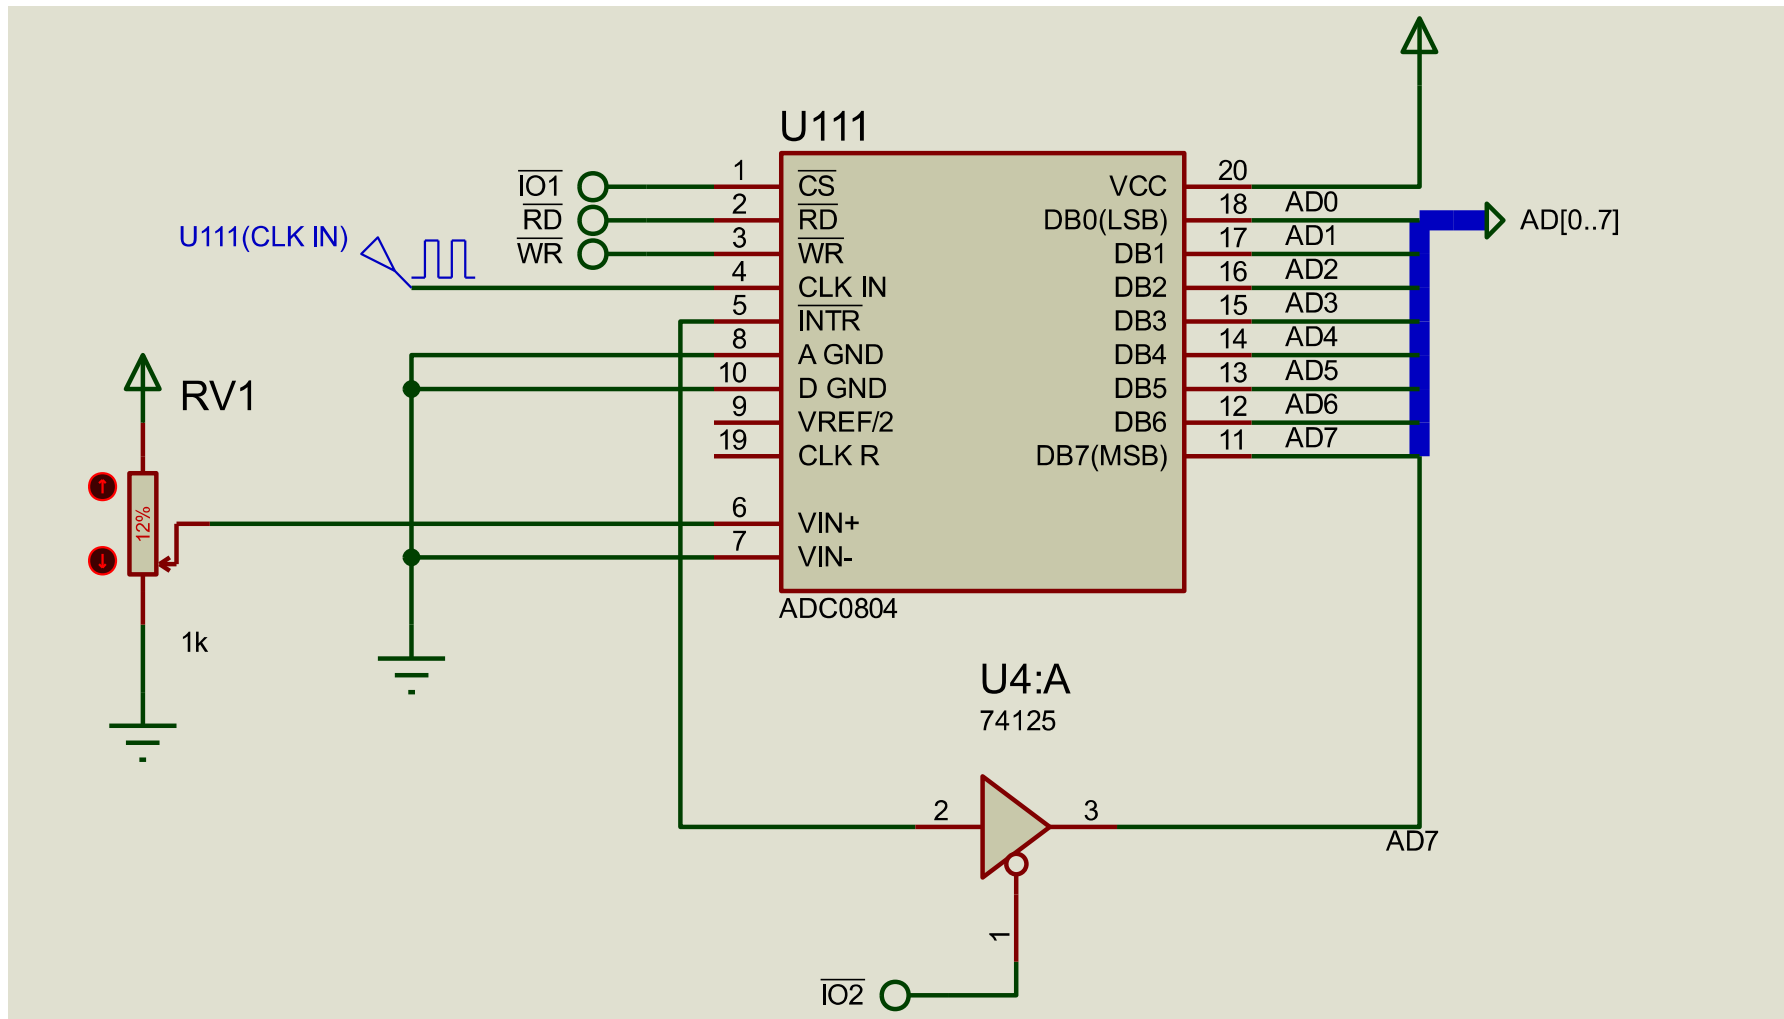 U111
IO1
RD
WR
U111(CLK IN)
1
2
3
4
5
8
10
9
19
6
7
CS
RD
WR
CLK IN
INTR
A GND
D GND
VREF/2
CLK R
VIN+
VIN-
VCC
DB0(LSB)
DB1
DB2
DB3
DB4
DB5
DB6
DB7(MSB)
20
18
17
16
15
14
13
12
11
AD0
AD1
AD2
AD3
AD4
AD5
AD6
AD7
AD[0..7]
ADC0804
RV1
12%
1k
U4:A
74125
2
3
1
AD7
IO2